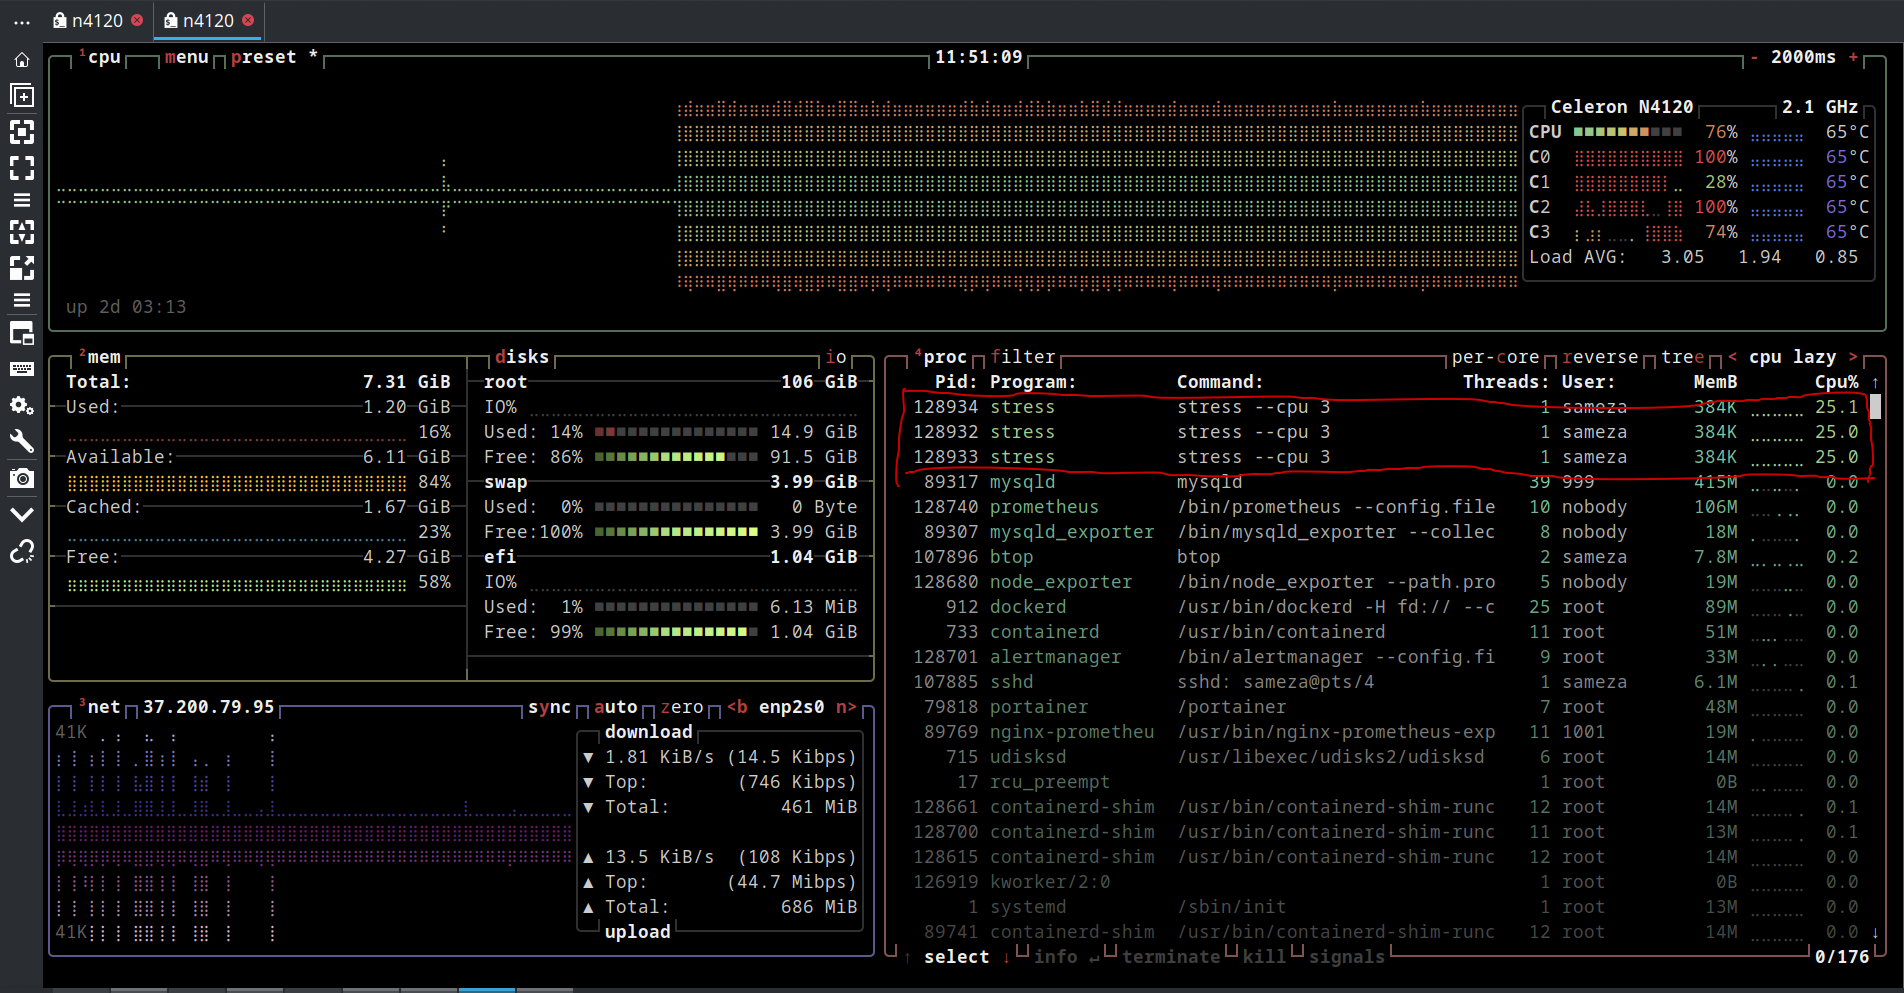 n4120 n4120
1cpu menu preset * 11:51:09 - 2000ms +
Celeron N4120 2.1 GHz
CPU 76% 65°C
C0 100% 65°C
C1 28% 65°C
C2 100% 65°C
C3 74% 65°C
Load AVG: 3.05 1.94 0.85
up 2d 03:13
2mem
Total: 7.31 GiB
Used: 1.20 GiB
16%
Available: 6.11 GiB
84%
Cached: 1.67 GiB
23%
Free: 4.27 GiB
58%
disks io
root 106 GiB
IO%
Used: 14% 14.9 GiB
Free: 86% 91.5 GiB
swap 3.99 GiB
Used: 0% 0 Byte
Free:100% 3.99 GiB
efi 1.04 GiB
IO%
Used: 1% 6.13 MiB
Free: 99% 1.04 GiB
3net 37.200.79.95 sync auto zero <b enp2s0 n>
41K
41K
download
▼ 1.81 KiB/s (14.5 Kibps)
▼ Top: (746 Kibps)
▼ Total: 461 MiB
▲ 13.5 KiB/s (108 Kibps)
▲ Top: (44.7 Mibps)
▲ Total: 686 MiB
upload
4proc filter per-core reverse tree < cpu lazy >
Pid: Program: Command: Threads: User: MemB Cpu% ↑
128934 stress stress --cpu 3 1 sameza 384K 25.1
128932 stress stress --cpu 3 1 sameza 384K 25.0
128933 stress stress --cpu 3 1 sameza 384K 25.0
89317 mysqld mysqld 39 999 415M 0.0
128740 prometheus /bin/prometheus --config.file 10 nobody 106M 0.0
89307 mysqld_exporter /bin/mysqld_exporter --collec 8 nobody 18M 0.0
107896 btop btop 2 sameza 7.8M 0.2
128680 node_exporter /bin/node_exporter --path.pro 5 nobody 19M 0.0
912 dockerd /usr/bin/dockerd -H fd:// --c 25 root 89M 0.0
733 containerd /usr/bin/containerd 11 root 51M 0.0
128701 alertmanager /bin/alertmanager --config.fi 9 root 33M 0.0
107885 sshd sshd: sameza@pts/4 1 sameza 6.1M 0.1
79818 portainer /portainer 7 root 48M 0.0
89769 nginx-prometheu /usr/bin/nginx-prometheus-exp 11 1001 19M 0.0
715 udisksd /usr/libexec/udisks2/udisksd 6 root 14M 0.0
17 rcu_preempt 1 root 0B 0.0
128661 containerd-shim /usr/bin/containerd-shim-runc 12 root 14M 0.1
128700 containerd-shim /usr/bin/containerd-shim-runc 11 root 13M 0.1
128615 containerd-shim /usr/bin/containerd-shim-runc 12 root 14M 0.0
126919 kworker/2:0 1 root 0B 0.0
1 systemd /sbin/init 1 root 13M 0.0
89741 containerd-shim /usr/bin/containerd-shim-runc 12 root 14M 0.0 ↓
↑ select ↓ info ↵ terminate kill signals 0/176